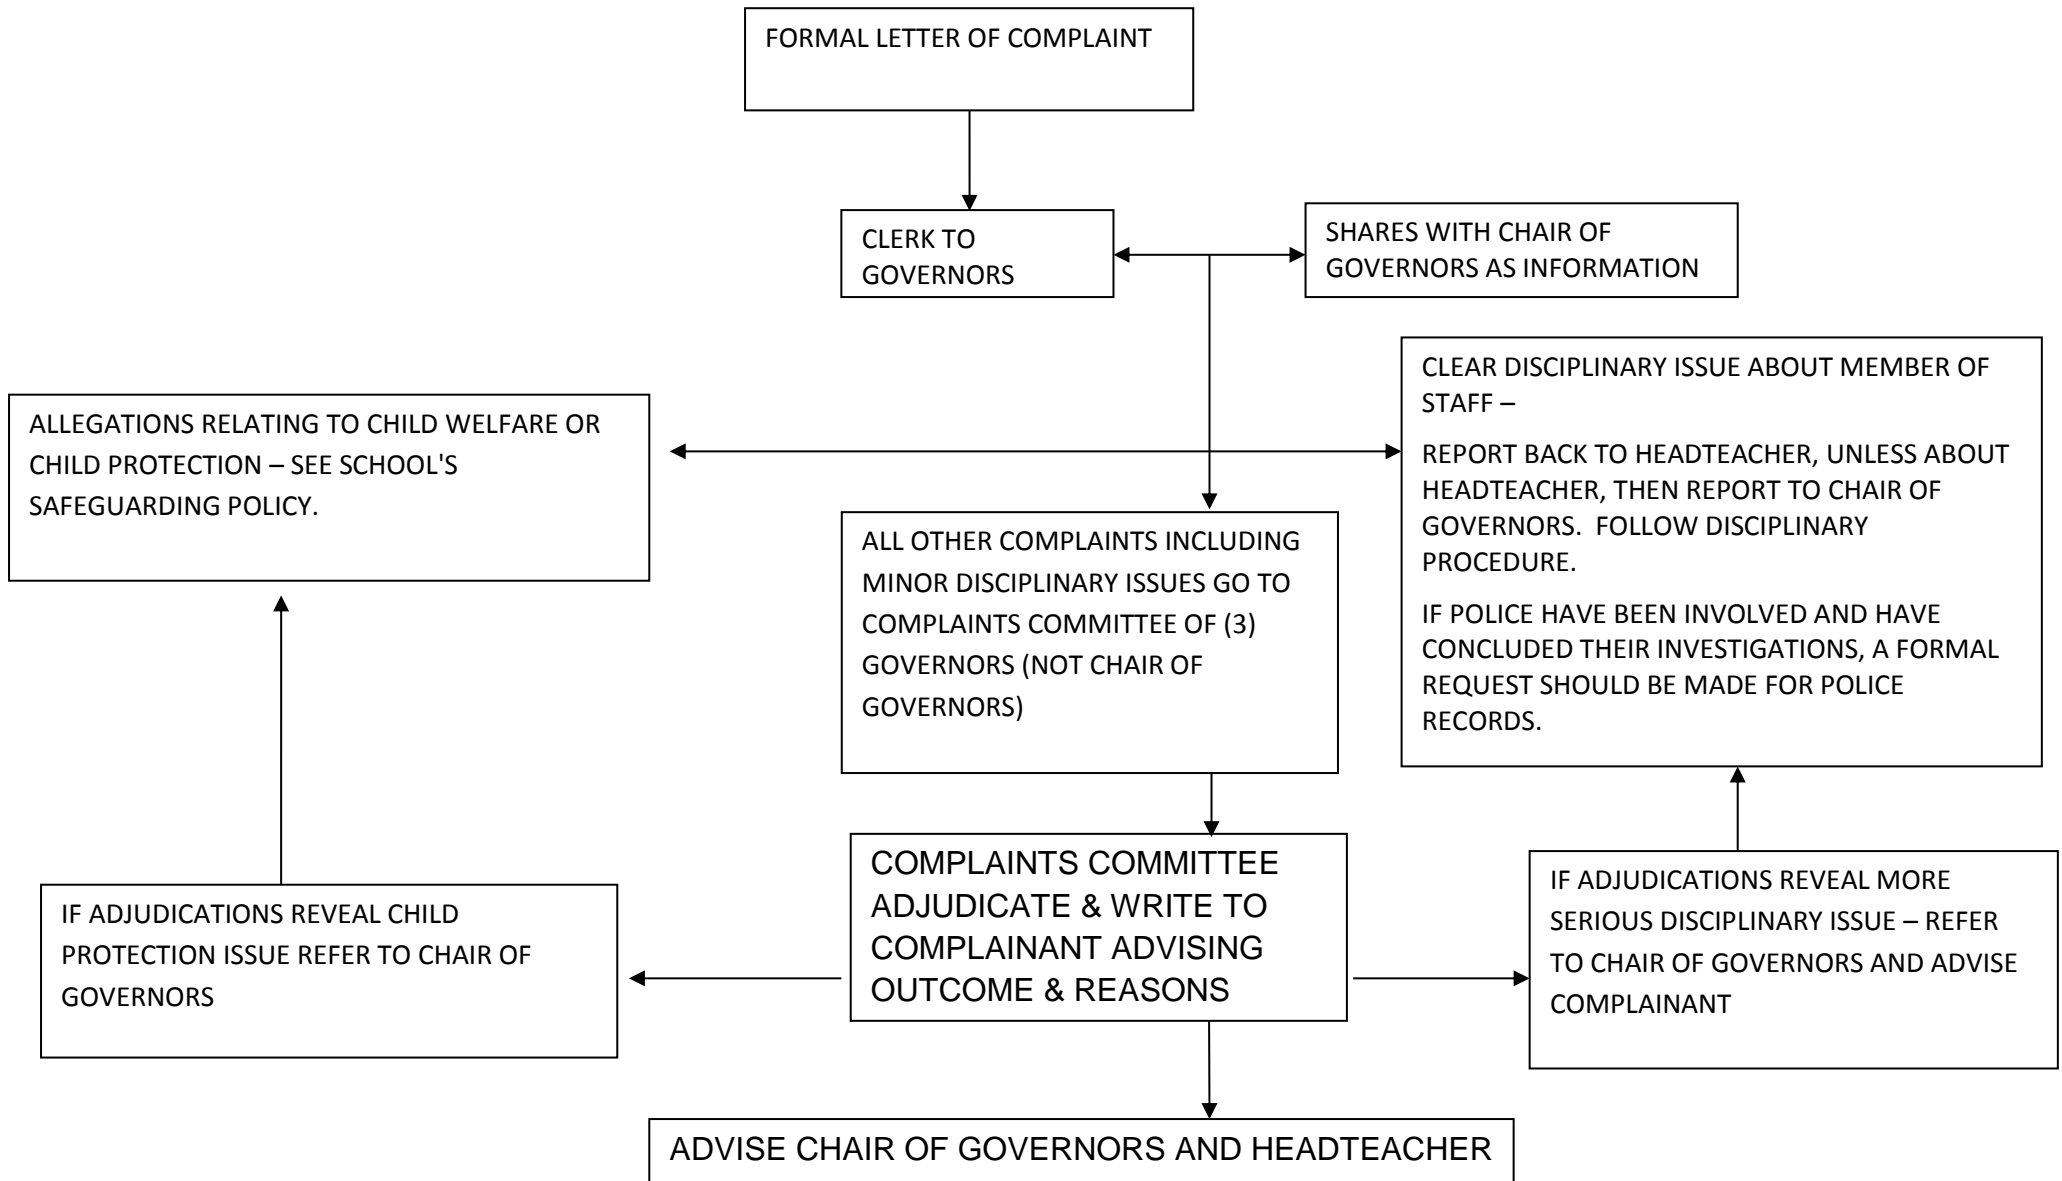 FORMAL LETTER OF COMPLAINT
CLERK TO
GOVERNORS
SHARES WITH CHAIR OF
GOVERNORS AS INFORMATION
ALLEGATIONS RELATING TO CHILD WELFARE OR
CHILD PROTECTION – SEE SCHOOL'S
SAFEGUARDING POLICY.
ALL OTHER COMPLAINTS INCLUDING
MINOR DISCIPLINARY ISSUES GO TO
COMPLAINTS COMMITTEE OF (3)
GOVERNORS (NOT CHAIR OF
GOVERNORS)
CLEAR DISCIPLINARY ISSUE ABOUT MEMBER OF
STAFF –
REPORT BACK TO HEADTEACHER, UNLESS ABOUT
HEADTEACHER, THEN REPORT TO CHAIR OF
GOVERNORS.  FOLLOW DISCIPLINARY
PROCEDURE.
IF POLICE HAVE BEEN INVOLVED AND HAVE
CONCLUDED THEIR INVESTIGATIONS, A FORMAL
REQUEST SHOULD BE MADE FOR POLICE
RECORDS.
IF ADJUDICATIONS REVEAL CHILD
PROTECTION ISSUE REFER TO CHAIR OF
GOVERNORS
COMPLAINTS COMMITTEE
ADJUDICATE & WRITE TO
COMPLAINANT ADVISING
OUTCOME & REASONS
IF ADJUDICATIONS REVEAL MORE
SERIOUS DISCIPLINARY ISSUE – REFER
TO CHAIR OF GOVERNORS AND ADVISE
COMPLAINANT
ADVISE CHAIR OF GOVERNORS AND HEADTEACHER